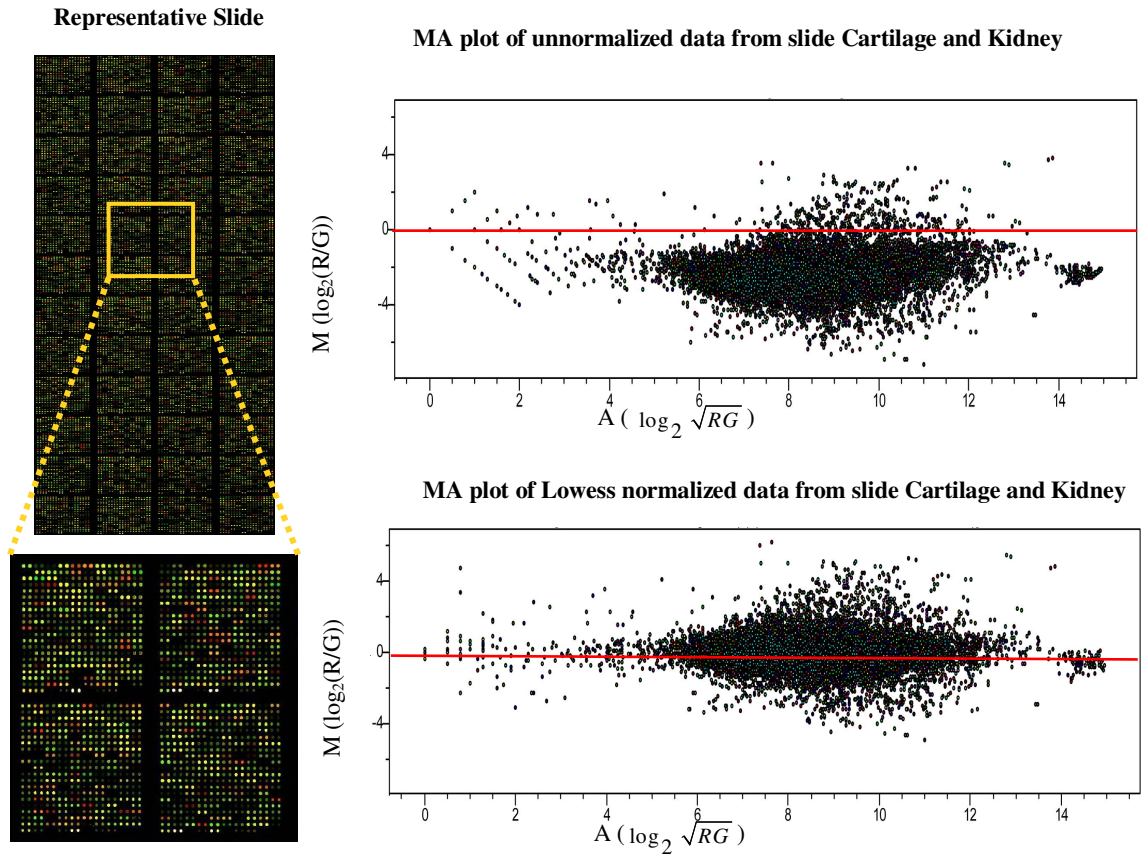 Representative Slide
MA plot of unnormalized data from slide Cartilage and Kidney
M (log₂(R/G))
4
0
-4
0 2 4 6 8 10 12 14
A ( log₂ √RG )
MA plot of Lowess normalized data from slide Cartilage and Kidney
M (log₂(R/G))
4
0
-4
0 2 4 6 8 10 12 14
A ( log₂ √RG )